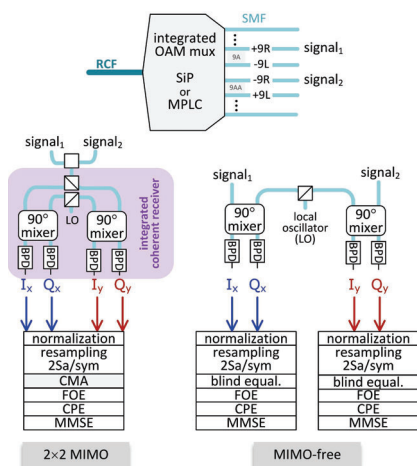 SMF
integrated
OAM mux
SiP
or
MPLC
RCF
+9R
signal1
9A
-9L
-9R
signal2
9AA
+9L
signal1
signal2
LO
90°
mixer
90°
mixer
BPD
BPD
BPD
BPD
integrated
coherent receiver
Ix
Qx
Iy
Qy
normalization
resampling
2Sa/sym
CMA
FOE
CPE
MMSE
2×2 MIMO
signal1
signal2
local
oscillator
(LO)
90°
mixer
90°
mixer
BPD
BPD
BPD
BPD
Ix
Qx
Iy
Qy
normalization
resampling
2Sa/sym
blind equal.
FOE
CPE
MMSE
normalization
resampling
2Sa/sym
blind equal.
FOE
CPE
MMSE
MIMO-free